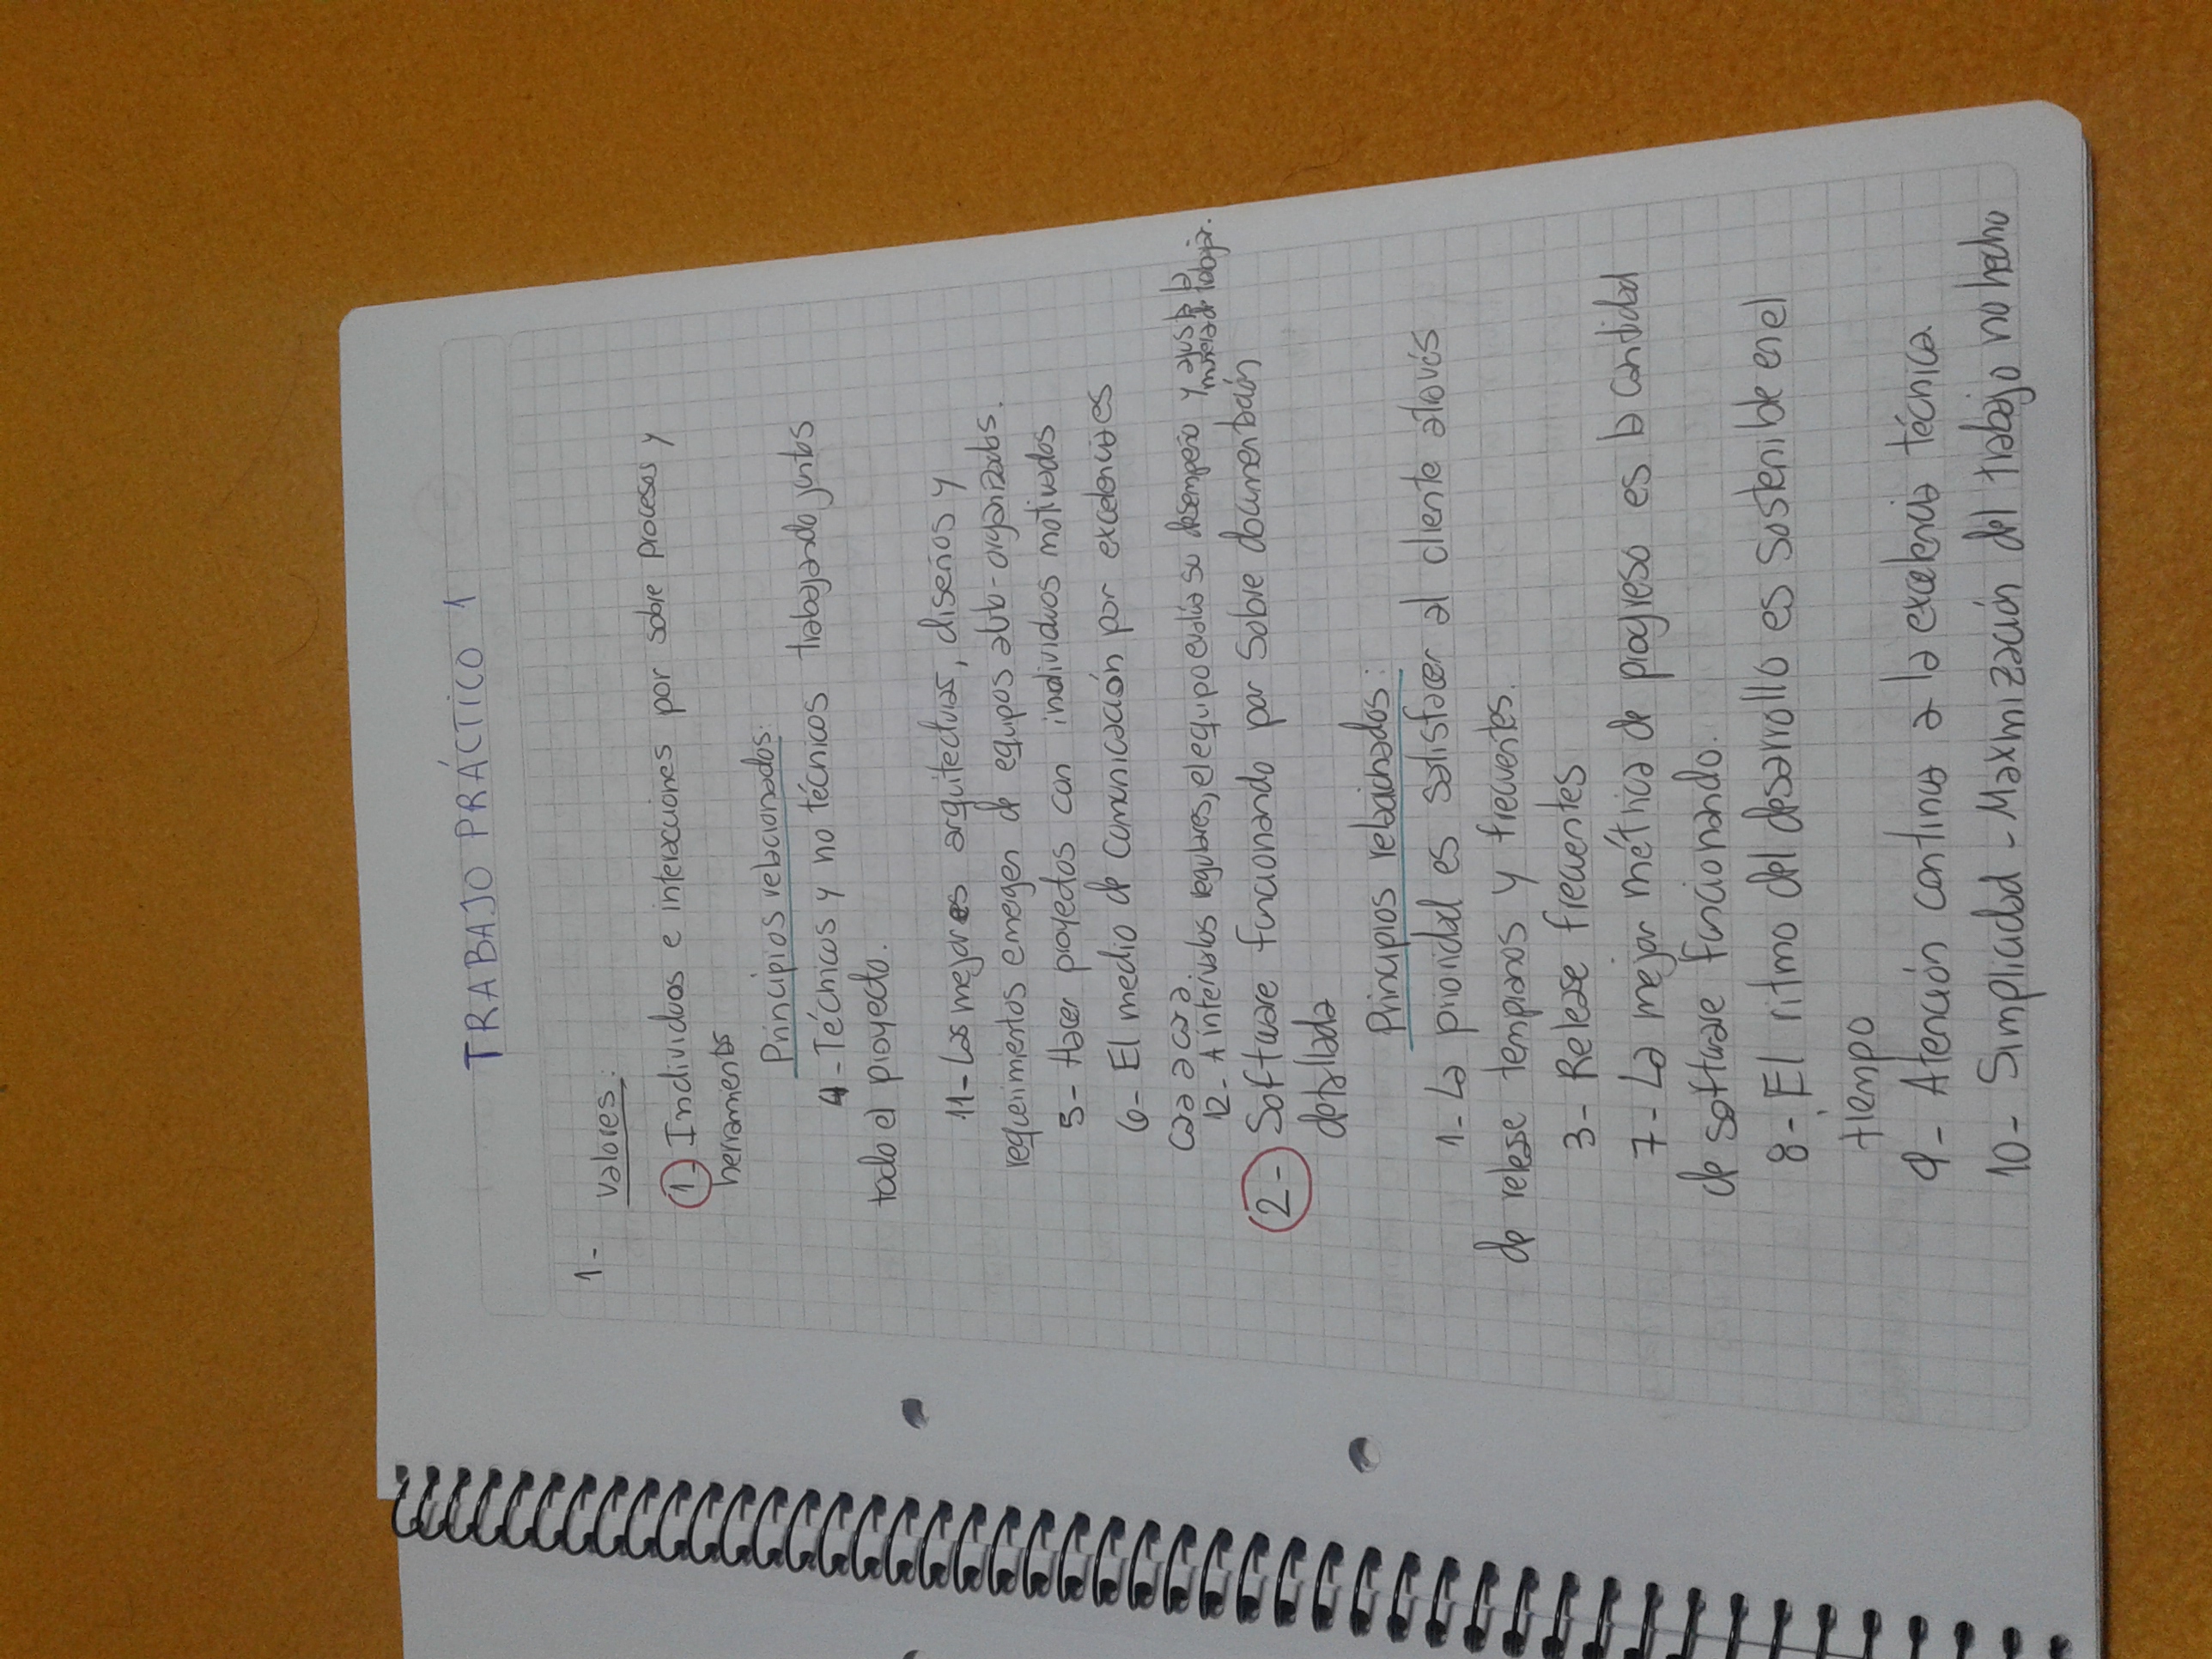 TRABAJO PRÁCTICO 1
1- Valores:
1- Individuos e interacciones por sobre procesos y
herramientas
Principios relacionados:
4- Técnicos y no técnicos trabajando juntos
todo el proyecto.
11- Las mejores arquitecturas, diseños y
requerimientos emegen de equipos auto-organizados.
5- Hacer proyectos con individuos motivados
6- El medio de comunicación por excelencia es
cara a cara.
12- A intervalos regulares, el equipo evalúa su desempeño y ajusta la
manera de trabajar.
2- Software funcionando por sobre documentación
detallada
Principios relacionados:
1- La prioridad es satisfacer al cliente através
de release tempranos y frecuentes.
3- Release frecuentes
7- La mejor métrica de progreso es la cantidad
de software funcionando.
8- El ritmo del desarrollo es sostenible en el
tiempo
9- Atención continua a la excelencia técnica
10- Simplicidad - Maxmización del trabajo no hecho